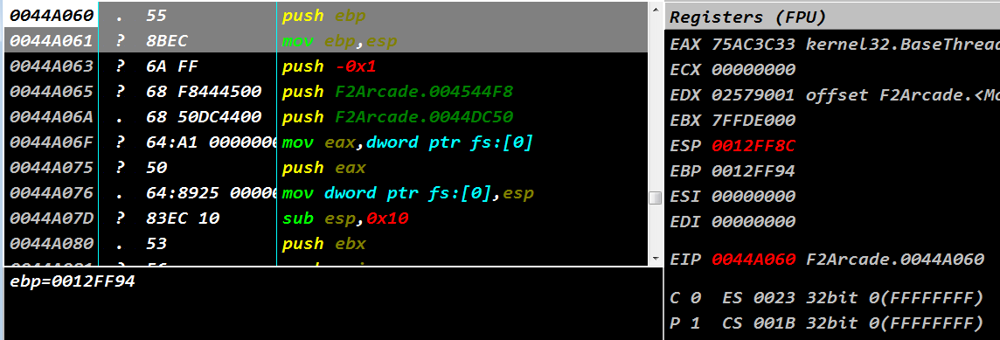 0044A060 . 55 push ebp
0044A061 ? 8BEC mov ebp,esp
0044A063 ? 6A FF push -0x1
0044A065 ? 68 F8444500 push F2Arcade.004544F8
0044A06A . 68 50DC4400 push F2Arcade.0044DC50
0044A06F ? 64:A1 0000000 mov eax,dword ptr fs:[0]
0044A075 ? 50 push eax
0044A076 . 64:8925 00000 mov dword ptr fs:[0],esp
0044A07D ? 83EC 10 sub esp,0x10
0044A080 . 53 push ebx
ebp=0012FF94
Registers (FPU)
EAX 75AC3C33 kernel32.BaseThread
ECX 00000000
EDX 02579001 offset F2Arcade.<Mo
EBX 7FFDE000
ESP 0012FF8C
EBP 0012FF94
ESI 00000000
EDI 00000000
EIP 0044A060 F2Arcade.0044A060
C 0 ES 0023 32bit 0(FFFFFFFF)
P 1 CS 001B 32bit 0(FFFFFFFF)